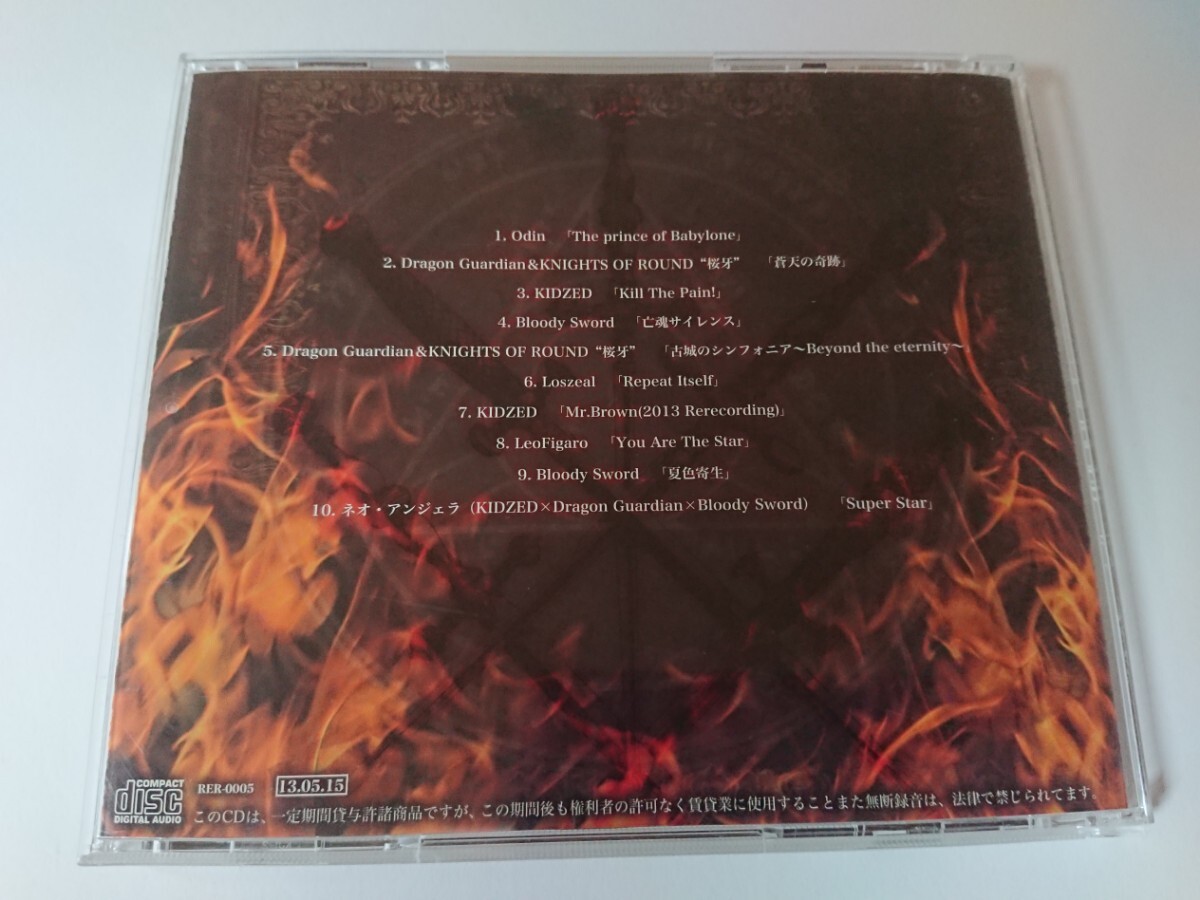 1. Odin 「The prince of Babylone」
2. Dragon Guardian&KNIGHTS OF ROUND “桜牙” 「蒼天の奇跡」
3. KIDZED 「Kill The Pain!」
4. Bloody Sword 「亡魂サイレンス」
5. Dragon Guardian&KNIGHTS OF ROUND “桜牙” 「古城のシンフォニア〜Beyond the eternity〜」
6. Loszeal 「Repeat Itself」
7. KIDZED 「Mr.Brown(2013 Rerecording)」
8. LeoFigaro 「You Are The Star」
9. Bloody Sword 「夏色寄生」
10. ネオ・アンジェラ（KIDZED×Dragon Guardian×Bloody Sword） 「Super Star」
COMPACT
disc
DIGITAL AUDIO
RER-0005
13.05.15
このCDは、一定期間貸与許諾商品ですが、この期間後も権利者の許可なく賃貸業に使用することまた無断録音は、法律で禁じられてます。